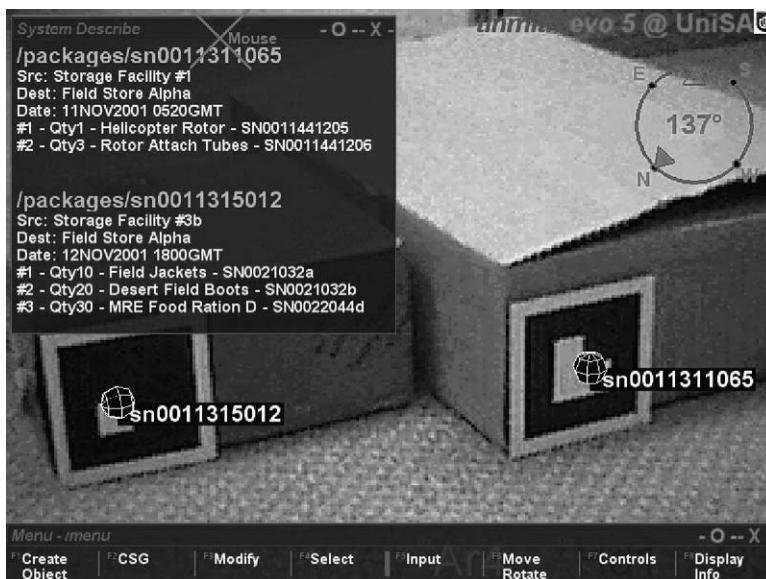 System Describe
- O -- X -
Mouse
evo 5 @ UniSA
/packages/sn0011311065
Src: Storage Facility #1
Dest: Field Store Alpha
Date: 11NOV2001 0520GMT
#1 - Qty1 - Helicopter Rotor - SN0011441205
#2 - Qty3 - Rotor Attach Tubes - SN0011441206
E
S
137°
N
W
/packages/sn0011315012
Src: Storage Facility #3b
Dest: Field Store Alpha
Date: 12NOV2001 1800GMT
#1 - Qty10 - Field Jackets - SN0021032a
#2 - Qty20 - Desert Field Boots - SN0021032b
#3 - Qty30 - MRE Food Ration D - SN0022044d
sn0011311065
sn0011315012
Menu - /menu
- O -- X
F1 Create Object
F2 CSG
F3 Modify
F4 Select
F5 Input
F6 Move Rotate
F7 Controls
F8 Display Info